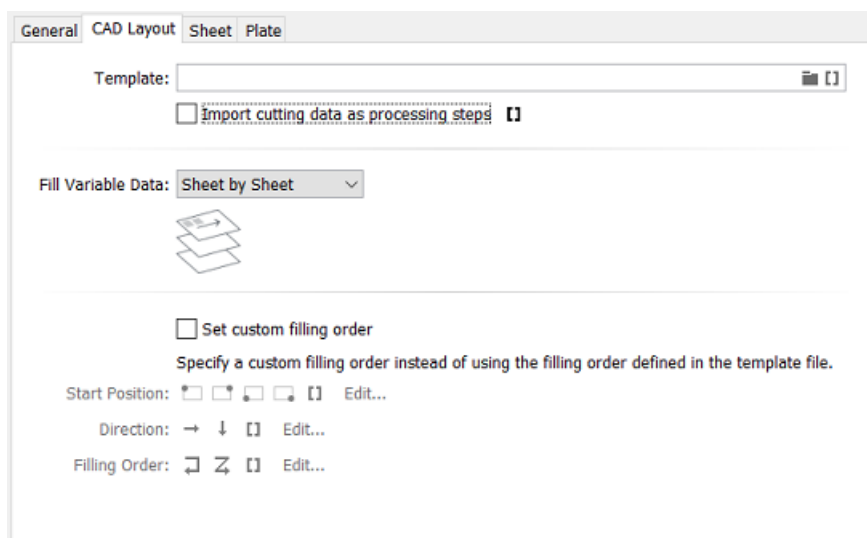 General CAD Layout Sheet Plate
Template:
Import cutting data as processing steps
Fill Variable Data: Sheet by Sheet
Set custom filling order
Specify a custom filling order instead of using the filling order defined in the template file.
Start Position: Edit...
Direction: Edit...
Filling Order: Edit...